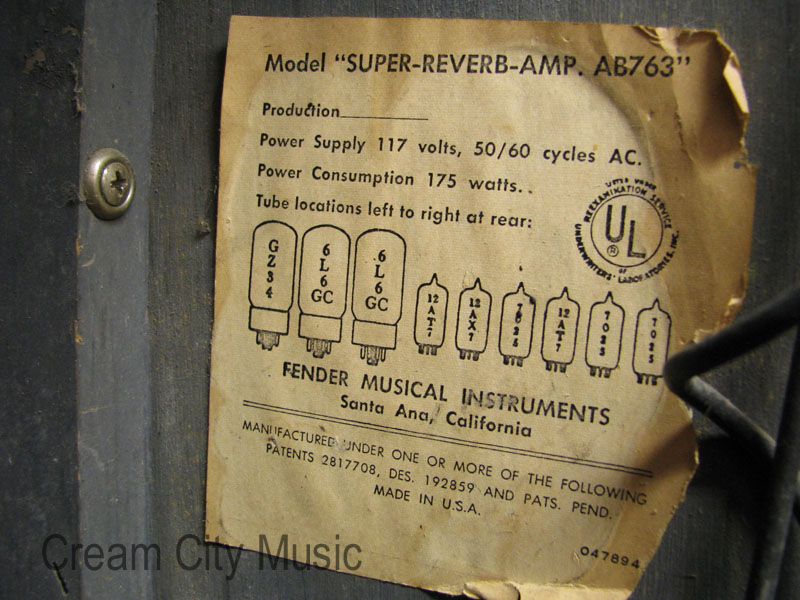 Model "SUPER-REVERB-AMP. AB763"
Production
Power Supply 117 volts, 50/60 cycles AC.
Power Consumption 175 watts.
Tube locations left to right at rear:
REEXAMINATION SERVICE
UL
®
OF
UNDERWRITERS' LABORATORIES, INC.
GZ34
6L6GC
6L6GC
12AT7
12AX7
7025
12AT7
7025
7025
FENDER MUSICAL INSTRUMENTS
Santa Ana, California
MANUFACTURED UNDER ONE OR MORE OF THE FOLLOWING
PATENTS 2817708, DES. 192859 AND PATS. PEND.
MADE IN U.S.A.
047894
Cream City Music